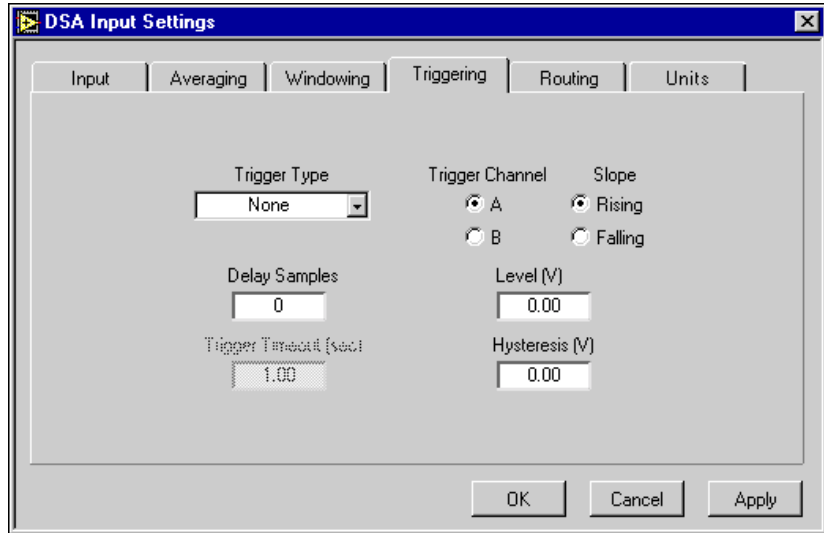 DSA Input Settings
Input Averaging Windowing Triggering Routing Units
Trigger Type
None
Trigger Channel Slope
A Rising
B Falling
Delay Samples
0
Level (V)
0.00
Trigger Timeout (sec)
1.00
Hysteresis (V)
0.00
OK Cancel Apply